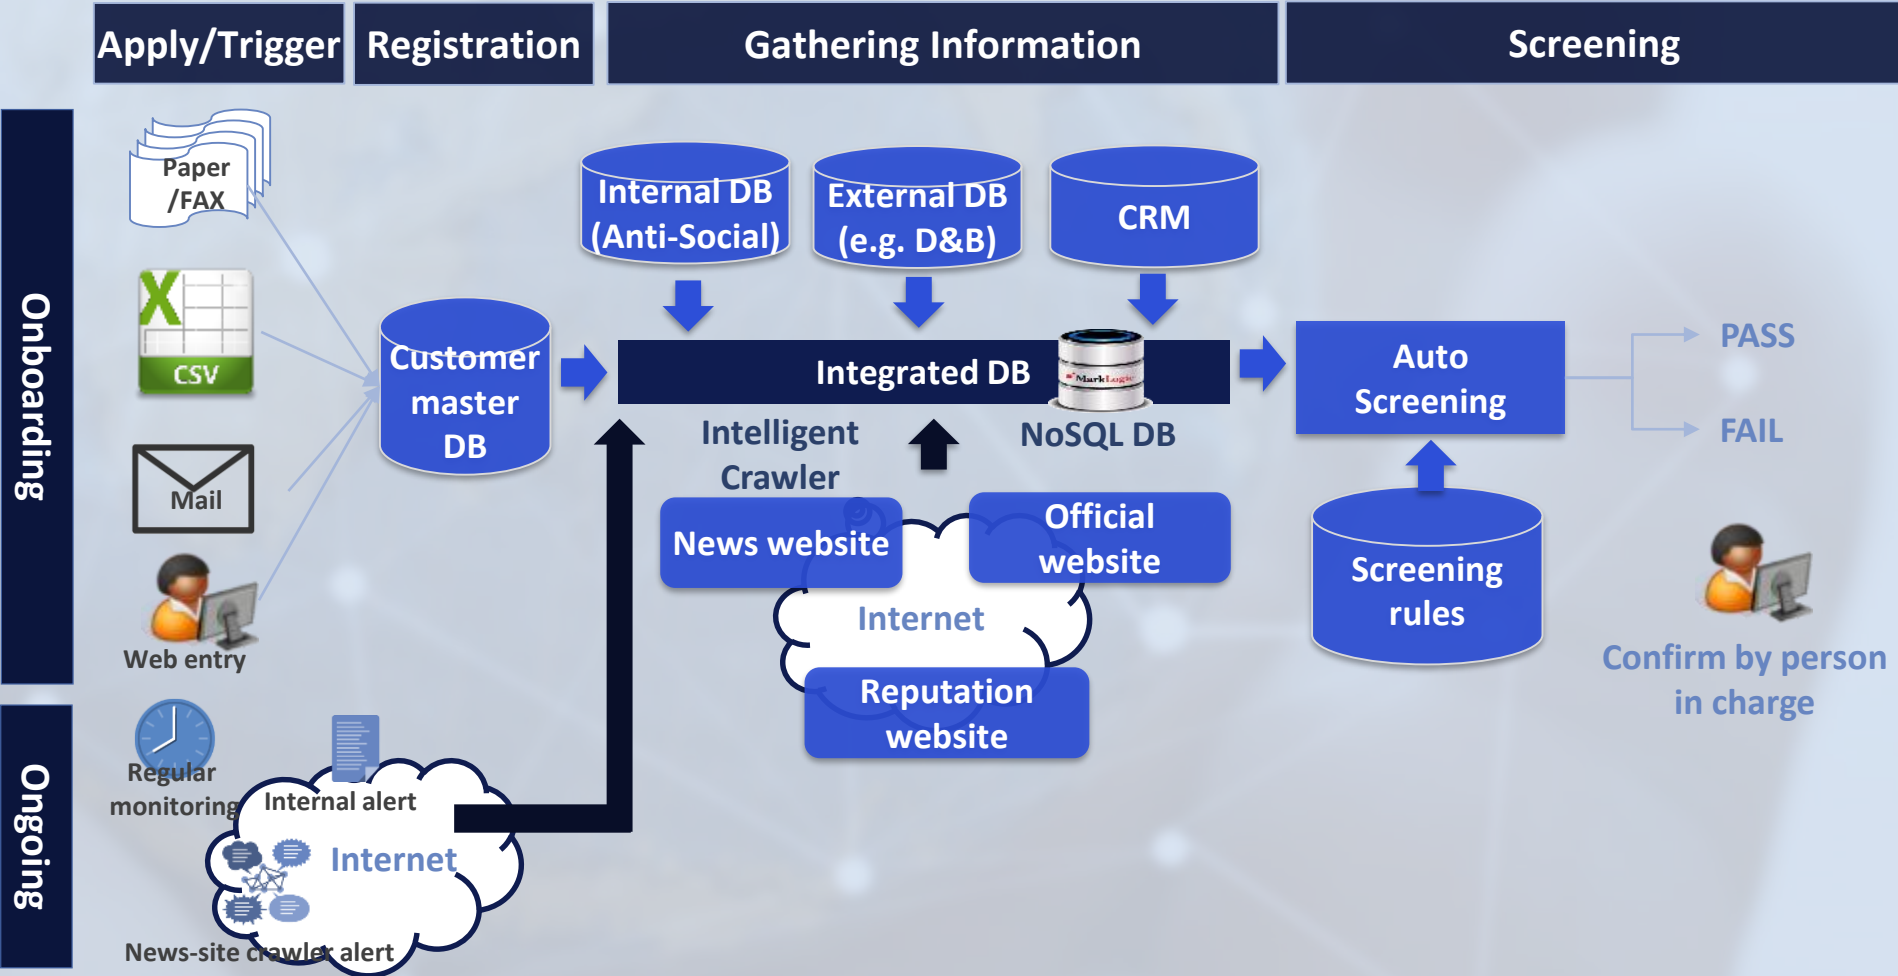 Apply/Trigger
Registration
Gathering Information
Screening
Onboarding
Paper
/FAX
CSV
Mail
Web entry
Customer
master
DB
Internal DB
(Anti-Social)
External DB
(e.g. D&B)
CRM
Integrated DB
MarkLogic
Intelligent
Crawler
NoSQL DB
News website
Official
website
Internet
Reputation
website
Auto
Screening
PASS
FAIL
Screening
rules
Confirm by person
in charge
Ongoing
Regular
monitoring
Internal alert
Internet
News-site crawler alert